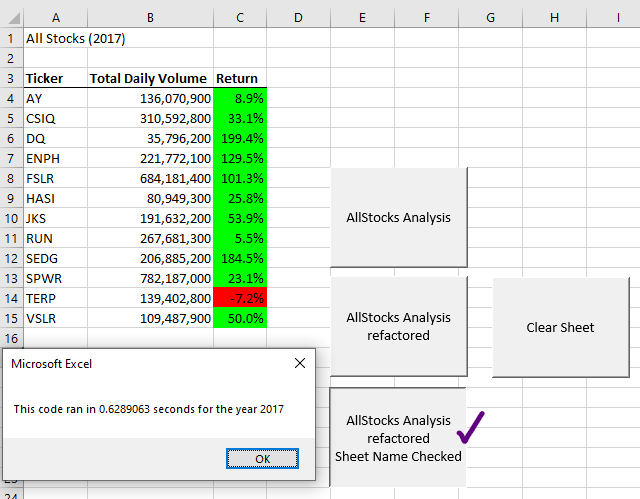 A B C D E F G H I
1 All Stocks (2017)
2
3 Ticker Total Daily Volume Return
4 AY 136,070,900 8.9%
5 CSIQ 310,592,800 33.1%
6 DQ 35,796,200 199.4%
7 ENPH 221,772,100 129.5%
8 FSLR 684,181,400 101.3%
9 HASI 80,949,300 25.8%
10 JKS 191,632,200 53.9%
11 RUN 267,681,300 5.5%
12 SEDG 206,885,200 184.5%
13 SPWR 782,187,000 23.1%
14 TERP 139,402,800 -7.2%
15 VSLR 109,487,900 50.0%
16
AllStocks Analysis
AllStocks Analysis
refactored
Clear Sheet
AllStocks Analysis
refactored
Sheet Name Checked
Microsoft Excel
This code ran in 0.6289063 seconds for the year 2017
OK